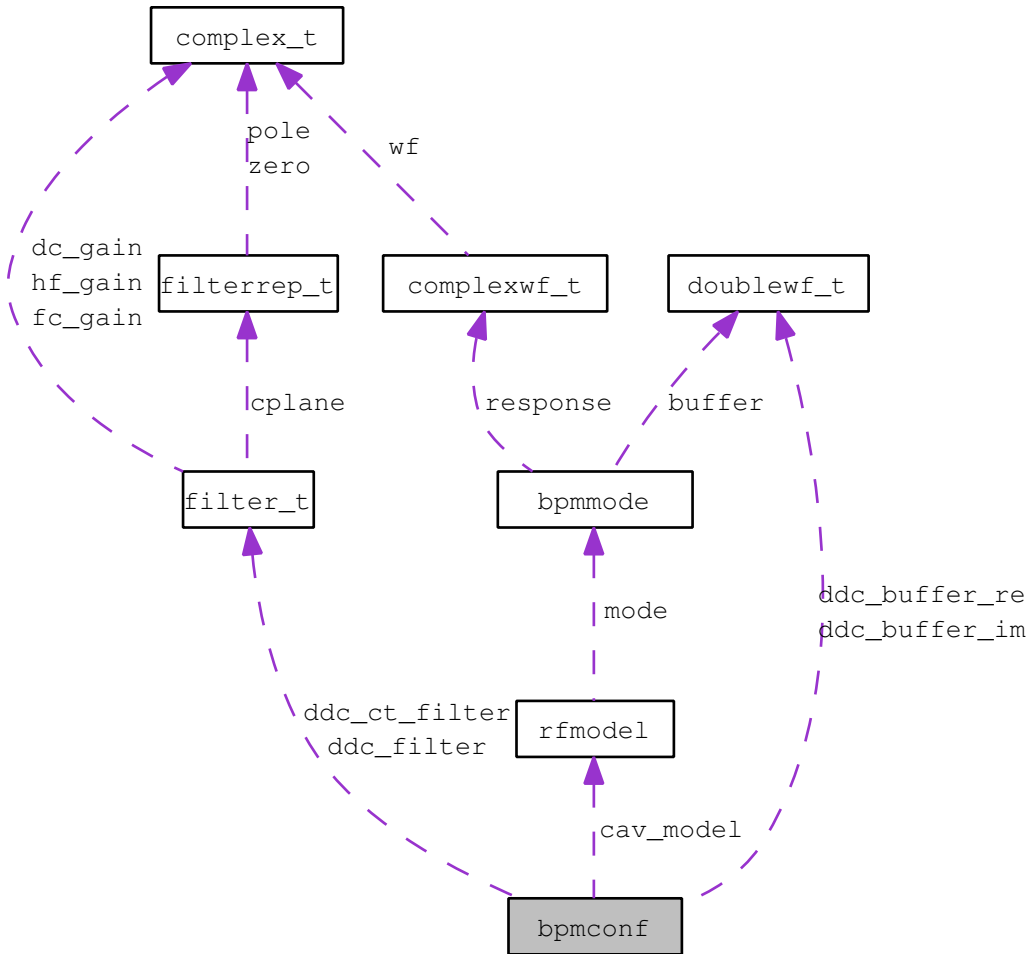 complex_t
pole
zero
wf
dc_gain
hf_gain
fc_gain
filterrep_t
complexwf_t
doublewf_t
cplane
response
buffer
filter_t
bpmmode
mode
ddc_buffer_re
ddc_buffer_im
ddc_ct_filter
ddc_filter
rfmodel
cav_model
bpmconf